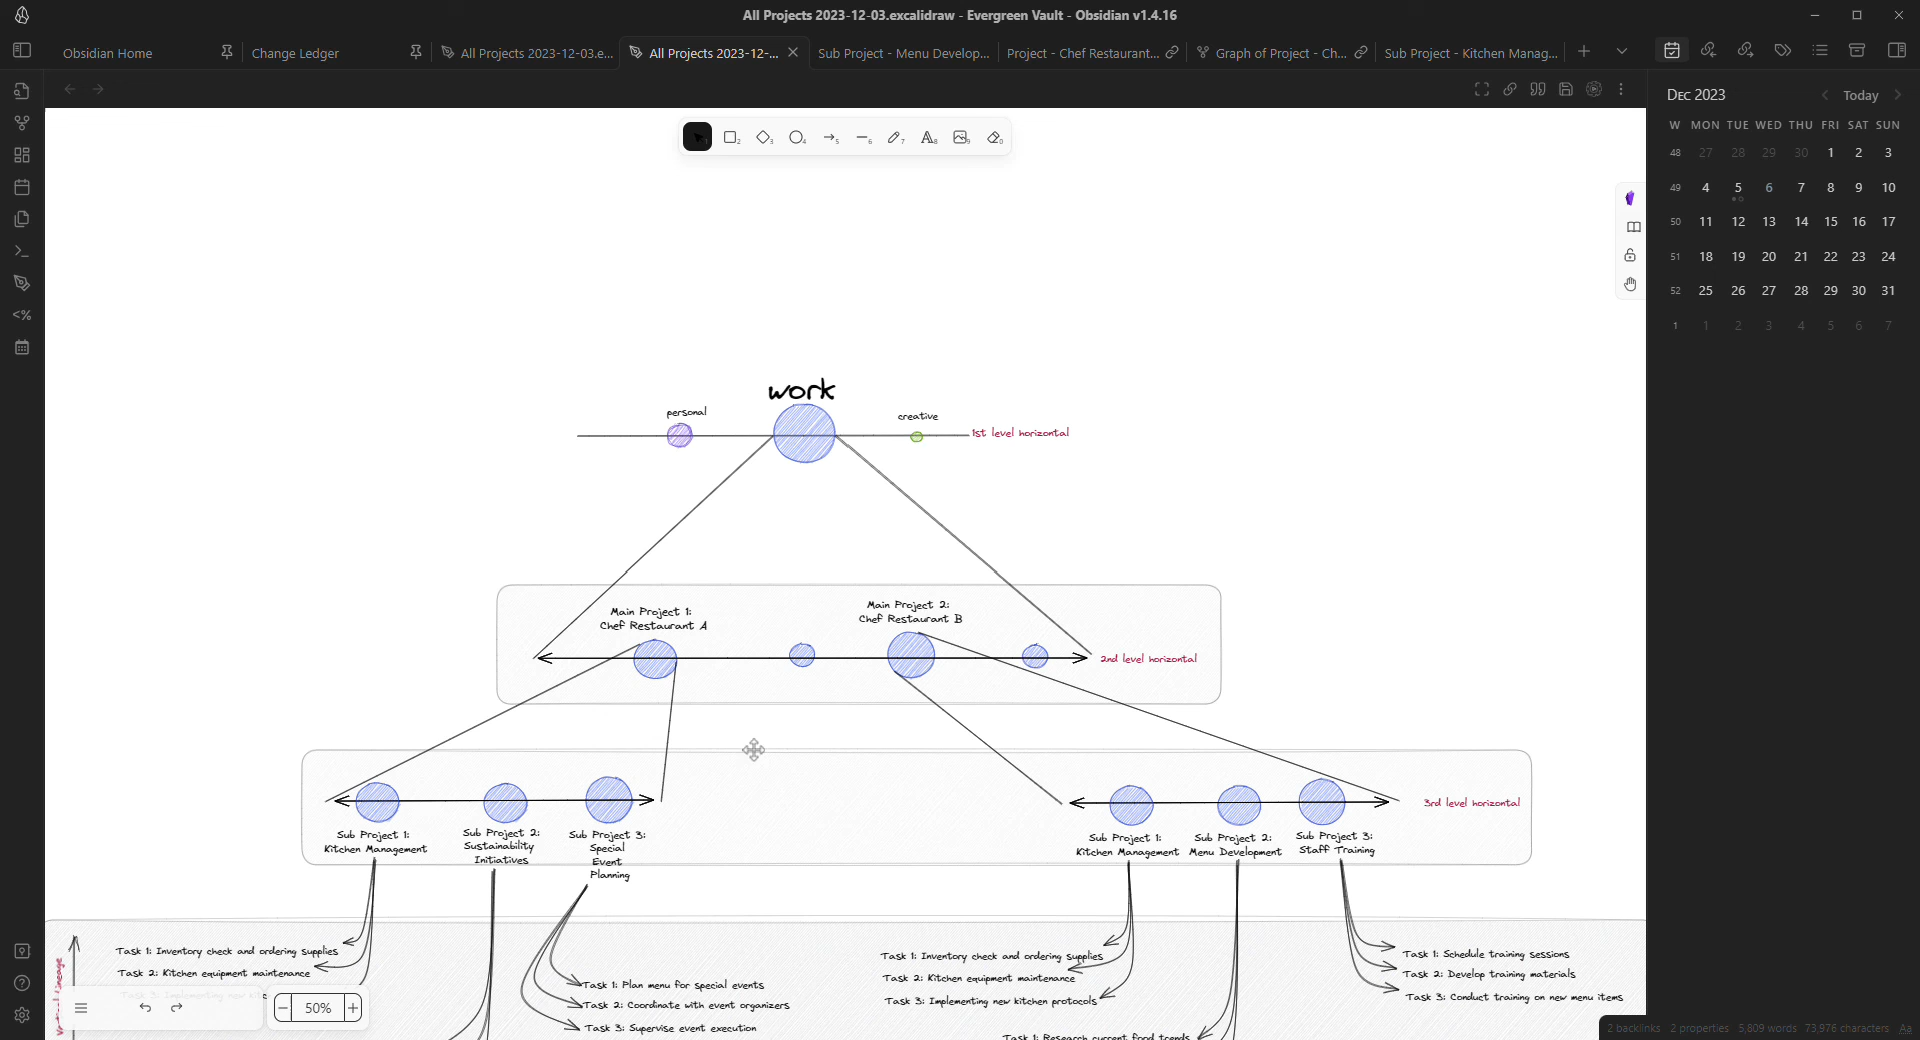 All Projects 2023-12-03.excalidraw - Evergreen Vault - Obsidian v1.4.16
Obsidian Home
Change Ledger
All Projects 2023-12-03.e...
All Projects 2023-12-...
Sub Project - Menu Develop...
Project - Chef Restaurant...
Graph of Project - Ch...
Sub Project - Kitchen Manag...
Dec 2023
Today
W MON TUE WED THU FRI SAT SUN
48 27 28 29 30 1 2 3
49 4 5 6 7 8 9 10
50 11 12 13 14 15 16 17
51 18 19 20 21 22 23 24
52 25 26 27 28 29 30 31
1 1 2 3 4 5 6 7
work
personal
creative
1st level horizontal
Main Project 1:
Chef Restaurant A
Main Project 2:
Chef Restaurant B
2nd level horizontal
Sub Project 1:
Kitchen Management
Sub Project 2:
Sustainability
Initiatives
Sub Project 3:
Special
Event
Planning
Sub Project 1:
Kitchen Management
Sub Project 2:
Menu Development
Sub Project 3:
Staff Training
3rd level horizontal
Task 1: Inventory check and ordering supplies
Task 2: Kitchen equipment maintenance
Task 3: Implementing new kitc
Task 1: Plan menu for special events
Task 2: Coordinate with event organizers
Task 3: Supervise event execution
Task 1: Inventory check and ordering supplies
Task 2: Kitchen equipment maintenance
Task 3: Implementing new kitchen protocols
Task 1: Research current food trends
Task 1: Schedule training sessions
Task 2: Develop training materials
Task 3: Conduct training on new menu items
50%
2 backlinks 2 properties 5,809 words 73,976 characters Aa